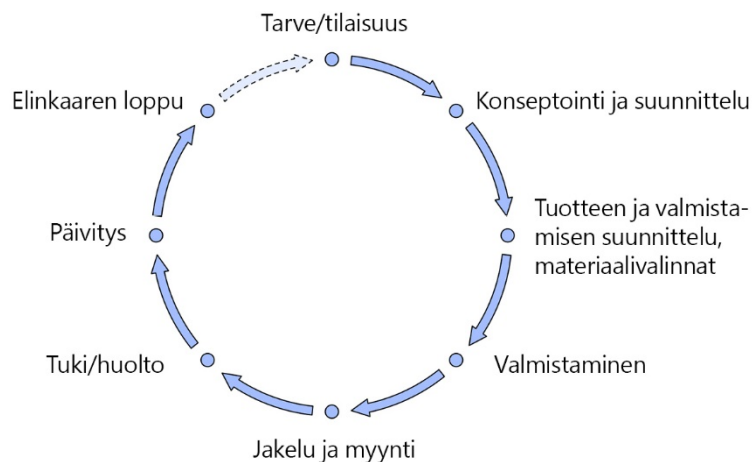 Tarve/tilaisuus
Konseptointi ja suunnittelu
Tuotteen ja valmista-
misen suunnittelu,
materiaalivalinnat
Valmistaminen
Jakelu ja myynti
Tuki/huolto
Päivitys
Elinkaaren loppu